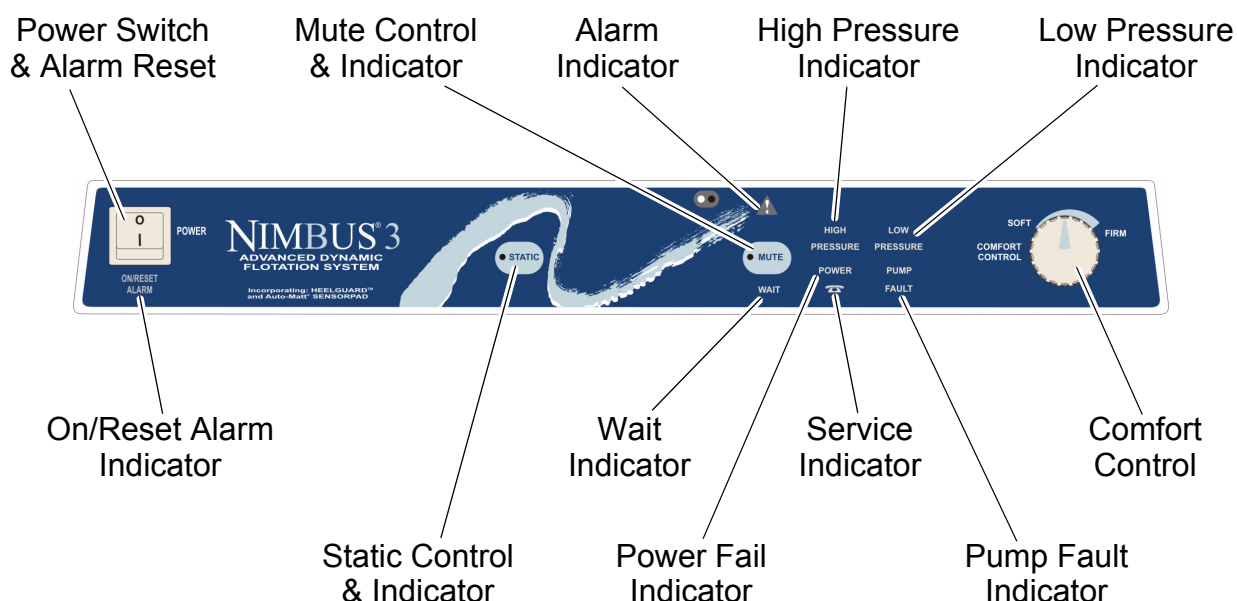 Power Switch
& Alarm Reset
Mute Control
& Indicator
Alarm
Indicator
High Pressure
Indicator
Low Pressure
Indicator
O
I
POWER
ON/RESET
ALARM
NIMBUS® 3
ADVANCED DYNAMIC
FLOTATION SYSTEM
Incorporating: HEELGUARD™
and Auto-Matt® SENSORPAD
STATIC
MUTE
WAIT
HIGH
PRESSURE
POWER
LOW
PRESSURE
PUMP
FAULT
SOFT
FIRM
COMFORT
CONTROL
On/Reset Alarm
Indicator
Wait
Indicator
Service
Indicator
Comfort
Control
Static Control
& Indicator
Power Fail
Indicator
Pump Fault
Indicator